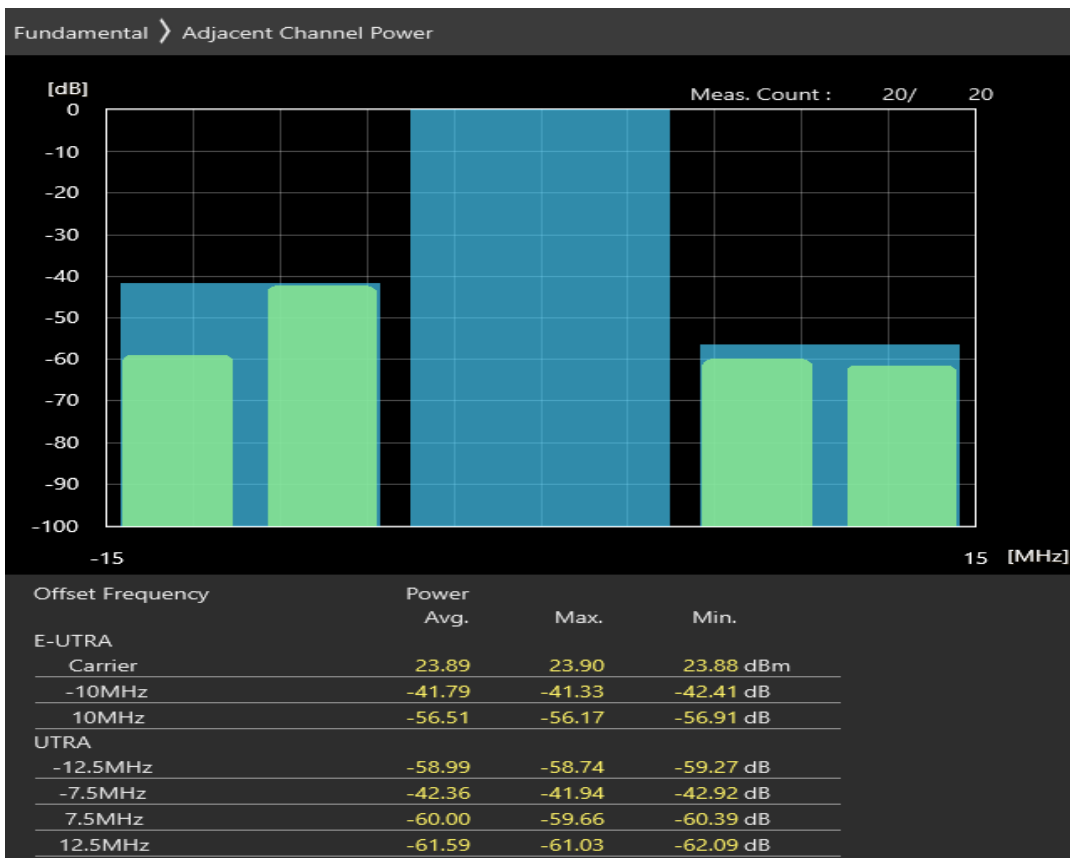 Fundamental 〉 Adjacent Channel Power
[dB]
Meas. Count : 20/ 20
0
-10
-20
-30
-40
-50
-60
-70
-80
-90
-100
-15 15 [MHz]
Offset Frequency Power
Avg. Max. Min.
E-UTRA
Carrier 23.89 23.90 23.88 dBm
-10MHz -41.79 -41.33 -42.41 dB
10MHz -56.51 -56.17 -56.91 dB
UTRA
-12.5MHz -58.99 -58.74 -59.27 dB
-7.5MHz -42.36 -41.94 -42.92 dB
7.5MHz -60.00 -59.66 -60.39 dB
12.5MHz -61.59 -61.03 -62.09 dB